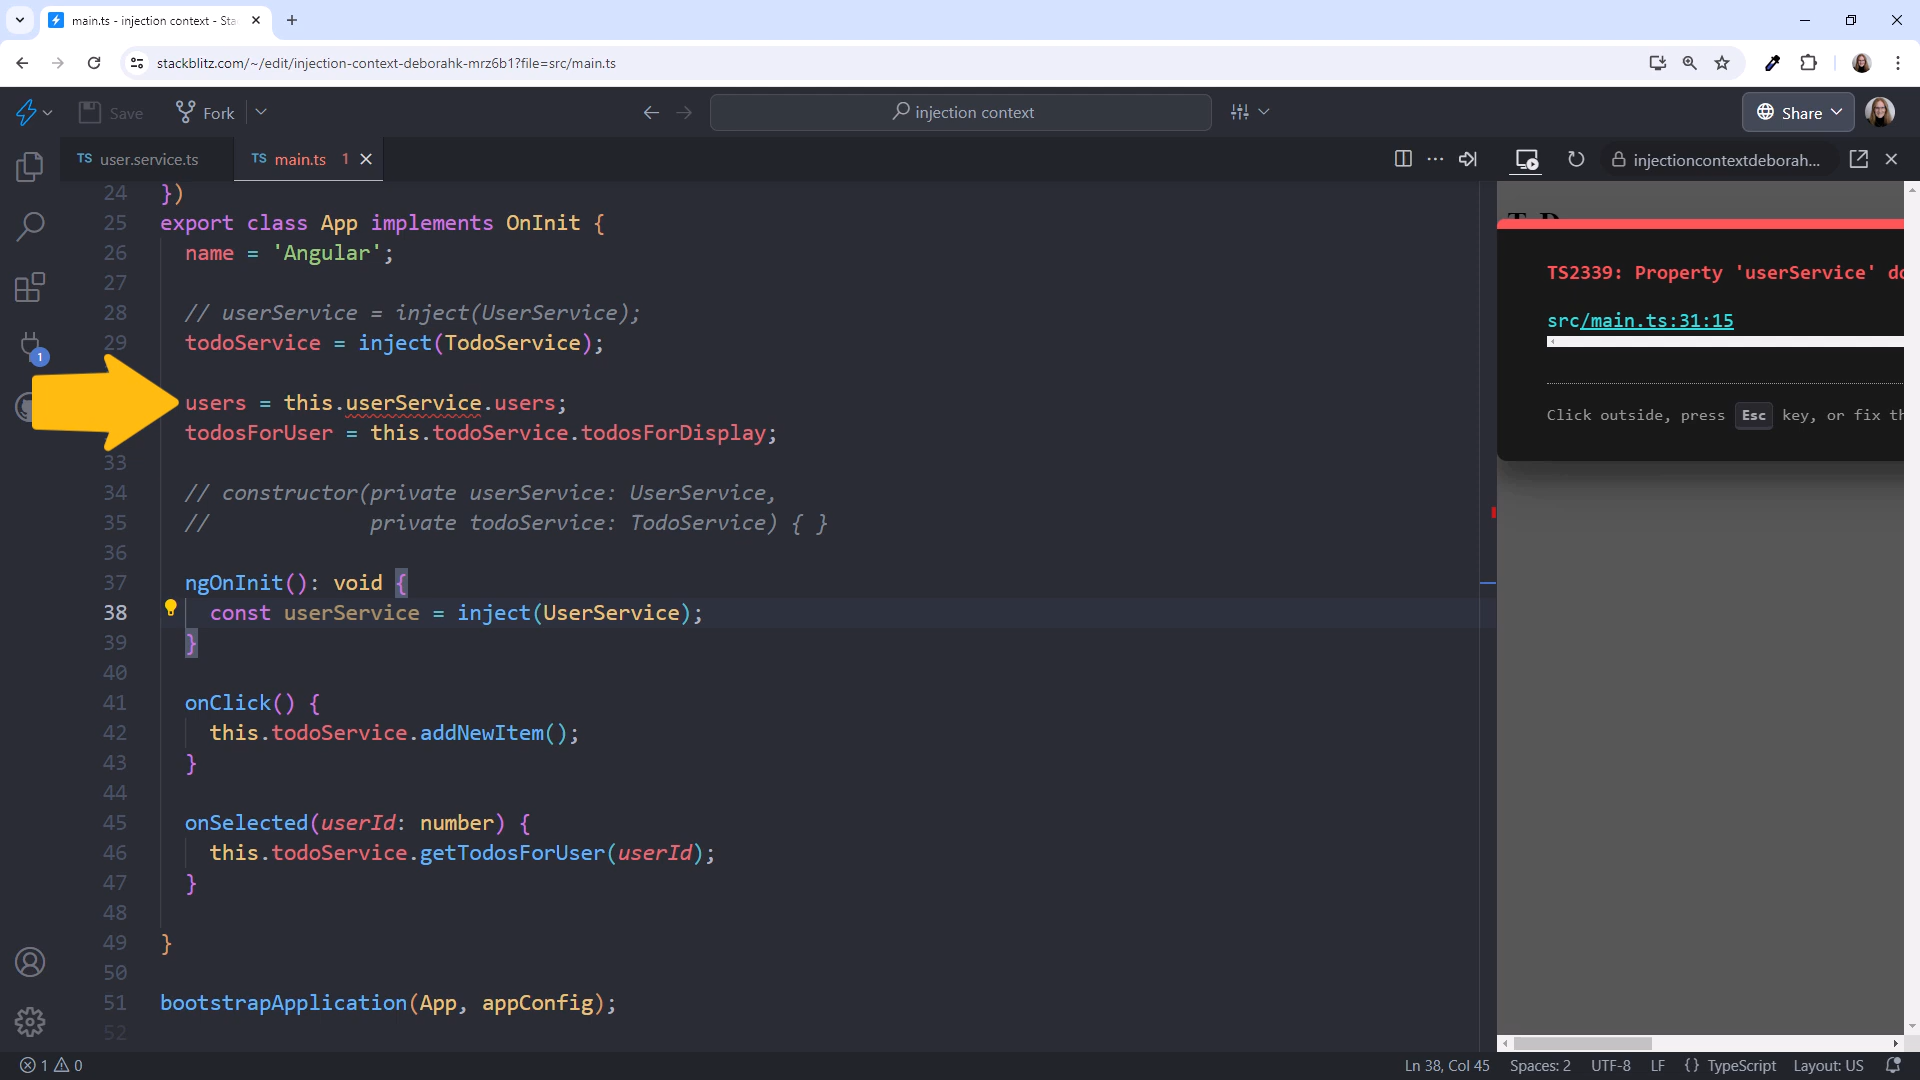 main.ts - injection context - Sta
stackblitz.com/~/edit/injection-context-deborahk-mrz6b1?file=src/main.ts
Save
Fork
injection context
Share
TS user.service.ts
TS main.ts 1
injectioncontextdeborah...
24 })
25 export class App implements OnInit {
26 name = 'Angular';
27
28 // userService = inject(UserService);
29 todoService = inject(TodoService);
users = this.userService.users;
todosForUser = this.todoService.todosForDisplay;
33
34 // constructor(private userService: UserService,
35 // private todoService: TodoService) { }
36
37 ngOnInit(): void {
38 const userService = inject(UserService);
39 }
40
41 onClick() {
42 this.todoService.addNewItem();
43 }
44
45 onSelected(userId: number) {
46 this.todoService.getTodosForUser(userId);
47 }
48
49 }
50
51 bootstrapApplication(App, appConfig);
52
1
TS2339: Property 'userService' do
src/main.ts:31:15
Click outside, press Esc key, or fix th
1 0
Ln 38, Col 45
Spaces: 2
UTF-8
LF
{} TypeScript
Layout: US